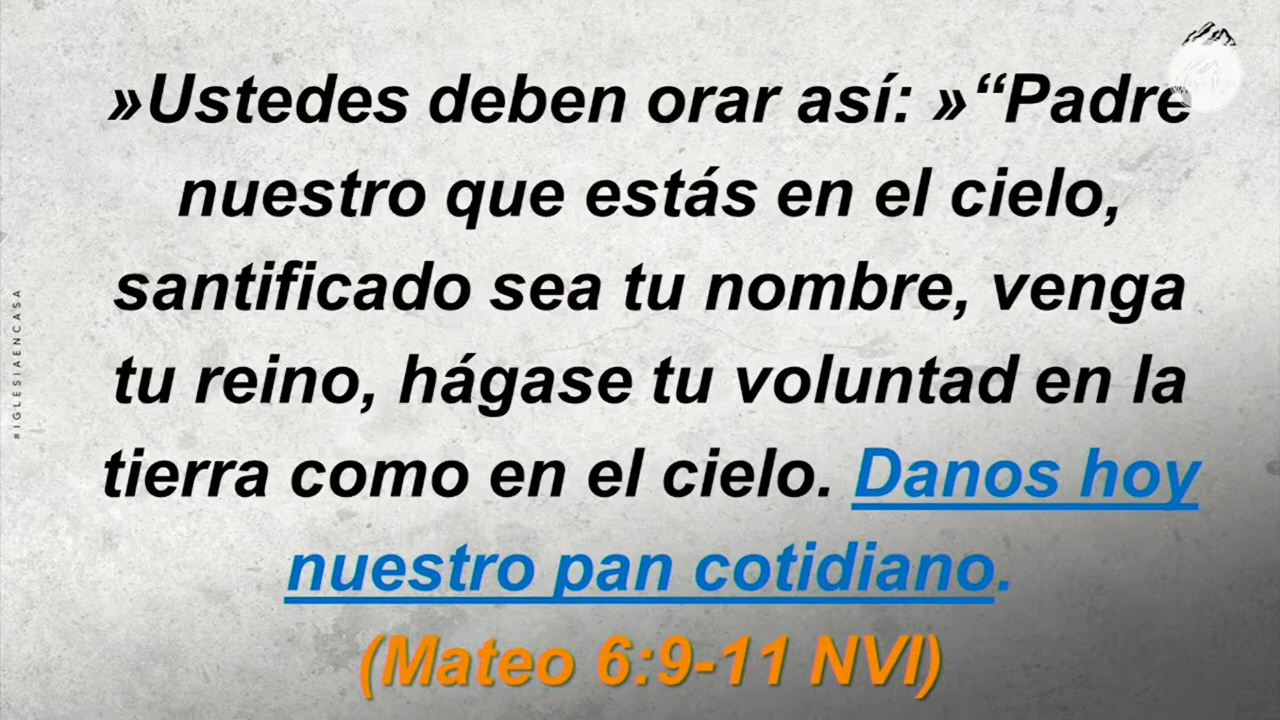 »Ustedes deben orar así: »“Padre
nuestro que estás en el cielo,
santificado sea tu nombre, venga
tu reino, hágase tu voluntad en la
tierra como en el cielo. Danos hoy
nuestro pan cotidiano.
(Mateo 6:9-11 NVI)
#IGLESIAENCASA